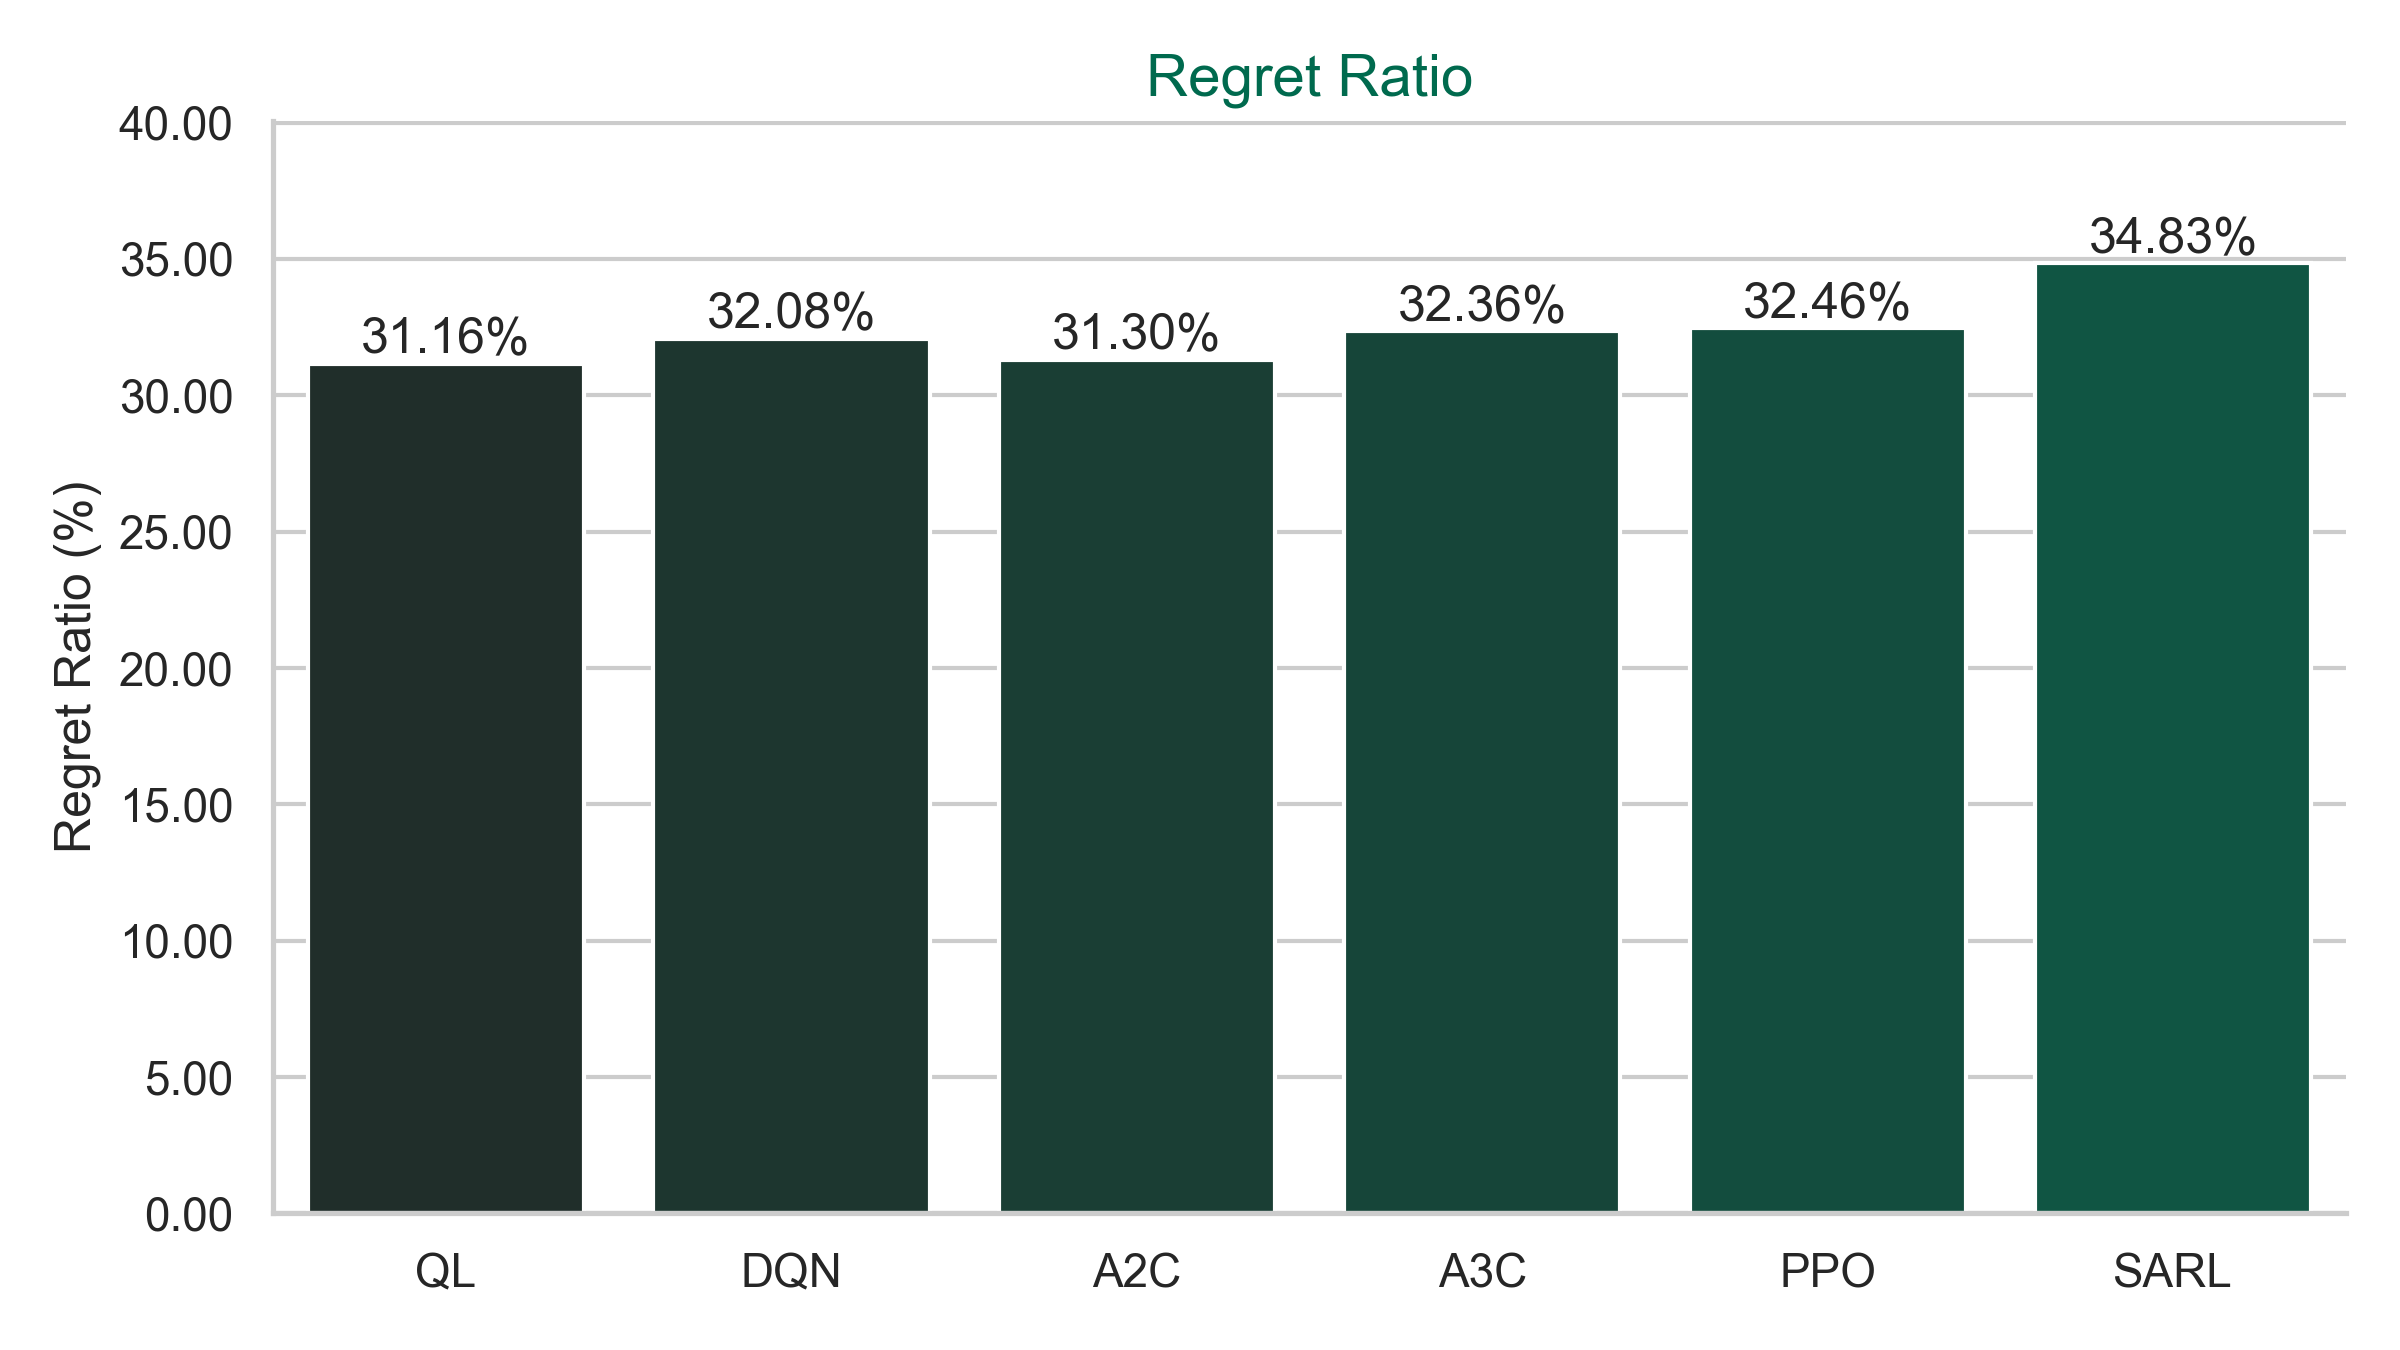 Regret Ratio
Regret Ratio (%)
40.00
35.00
30.00
25.00
20.00
15.00
10.00
5.00
0.00
31.16%
32.08%
31.30%
32.36%
32.46%
34.83%
QL
DQN
A2C
A3C
PPO
SARL